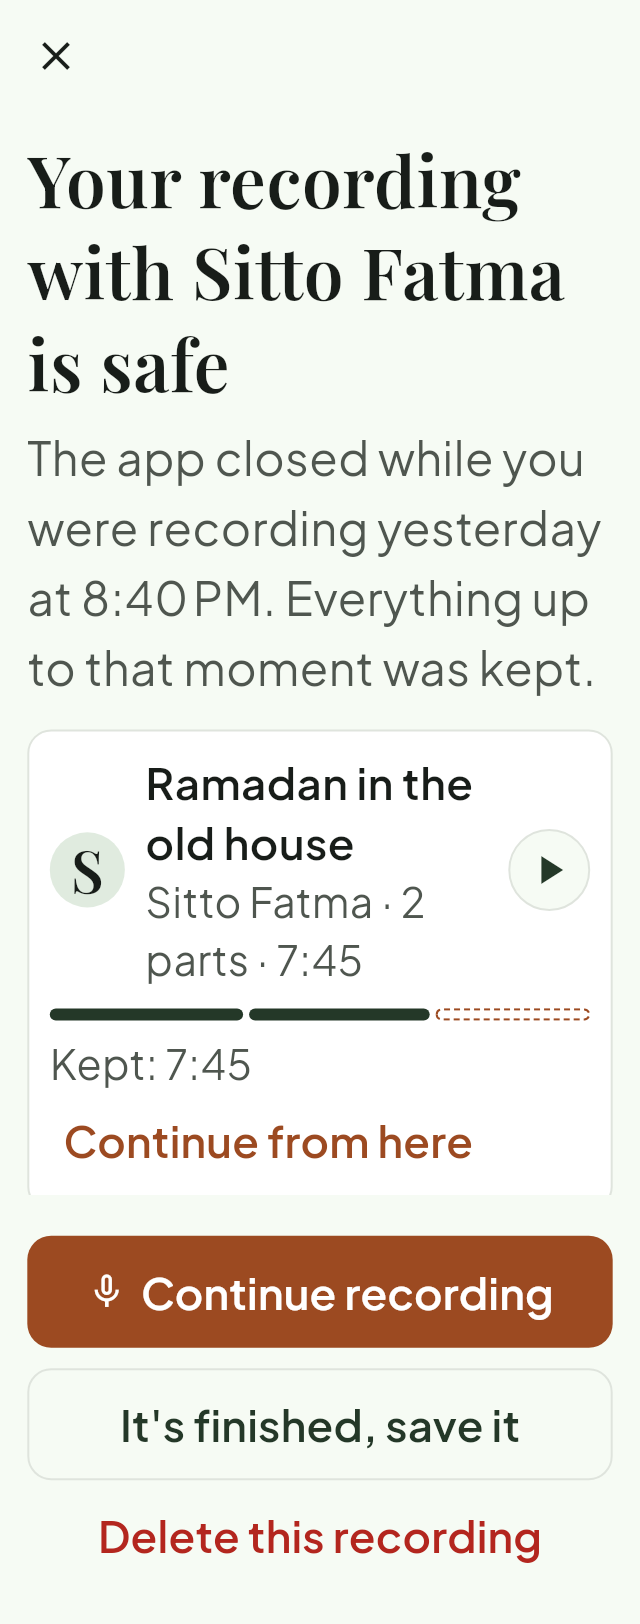 Your recording
with Sitto Fatma
is safe
The app closed while you
were recording yesterday
at 8:40 PM. Everything up
to that moment was kept.
S
Ramadan in the
old house
Sitto Fatma · 2
parts · 7:45
Kept: 7:45
Continue from here
Continue recording
It's finished, save it
Delete this recording